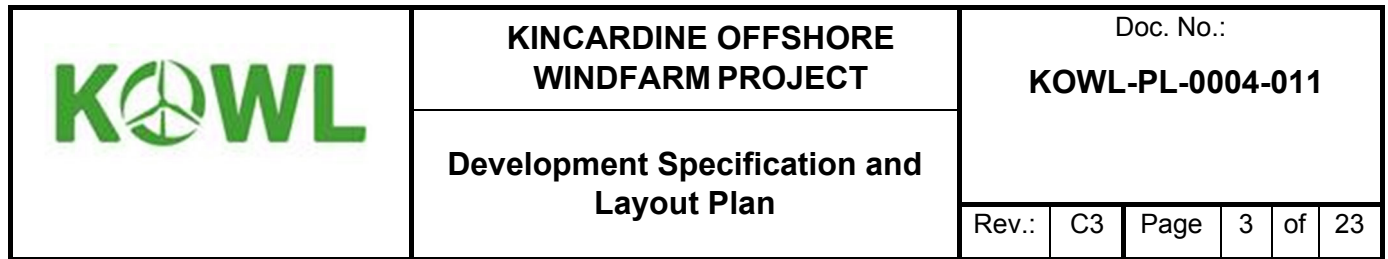 KOWL
KINCARDINE OFFSHORE
WINDFARM PROJECT
Development Specification and
Layout Plan
Doc. No.:
KOWL-PL-0004-011
Rev.: C3 Page 3 of 23